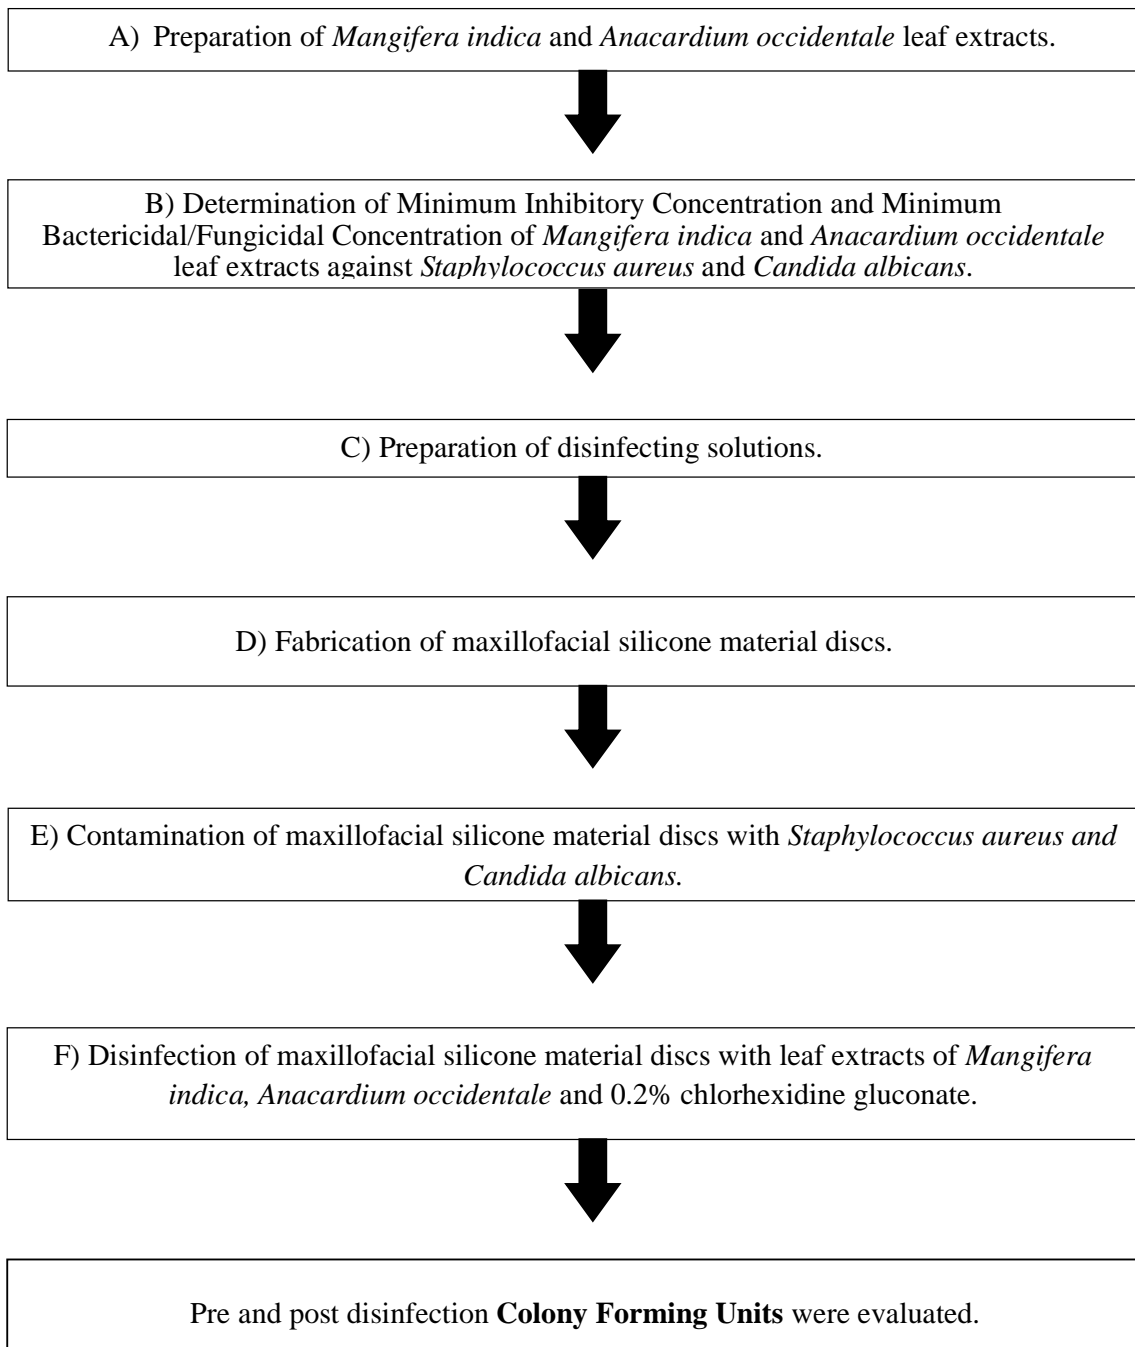 A) Preparation of Mangifera indica and Anacardium occidentale leaf extracts.
B) Determination of Minimum Inhibitory Concentration and Minimum
Bactericidal/Fungicidal Concentration of Mangifera indica and Anacardium occidentale
leaf extracts against Staphylococcus aureus and Candida albicans.
C) Preparation of disinfecting solutions.
D) Fabrication of maxillofacial silicone material discs.
E) Contamination of maxillofacial silicone material discs with Staphylococcus aureus and
Candida albicans.
F) Disinfection of maxillofacial silicone material discs with leaf extracts of Mangifera
indica, Anacardium occidentale and 0.2% chlorhexidine gluconate.
Pre and post disinfection Colony Forming Units were evaluated.